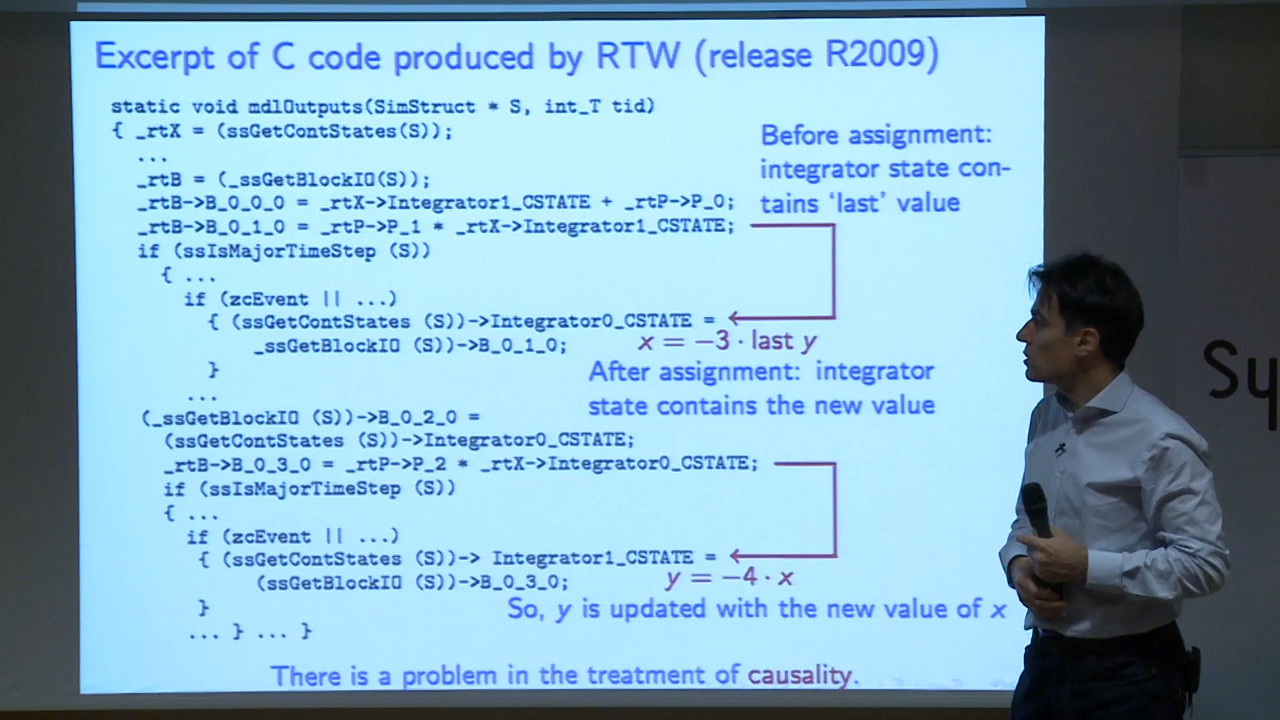 Excerpt of C code produced by RTW (release R2009)
static void mdlOutputs(SimStruct * S, int_T tid)
{ _rtX = (ssGetContStates(S));
...
_rtB = (_ssGetBlockIO(S));
_rtB->B_0_0_0 = _rtX->Integrator1_CSTATE + _rtP->P_0;
_rtB->B_0_1_0 = _rtP->P_1 * _rtX->Integrator1_CSTATE;
if (ssIsMajorTimeStep (S))
{ ...
if (zcEvent || ...)
{ (ssGetContStates (S))->Integrator0_CSTATE =
_ssGetBlockIO (S))->B_0_1_0;
}
...
(_ssGetBlockIO (S))->B_0_2_0 =
(ssGetContStates (S))->Integrator0_CSTATE;
_rtB->B_0_3_0 = _rtP->P_2 * _rtX->Integrator0_CSTATE;
if (ssIsMajorTimeStep (S))
{ ...
if (zcEvent || ...)
{ (ssGetContStates (S))-> Integrator1_CSTATE =
(ssGetBlockIO (S))->B_0_3_0;
}
... } ... }
Before assignment:
integrator state con-
tains ‘last’ value
x = −3 · last y
After assignment: integrator
state contains the new value
y = −4 · x
So, y is updated with the new value of x
There is a problem in the treatment of causality.